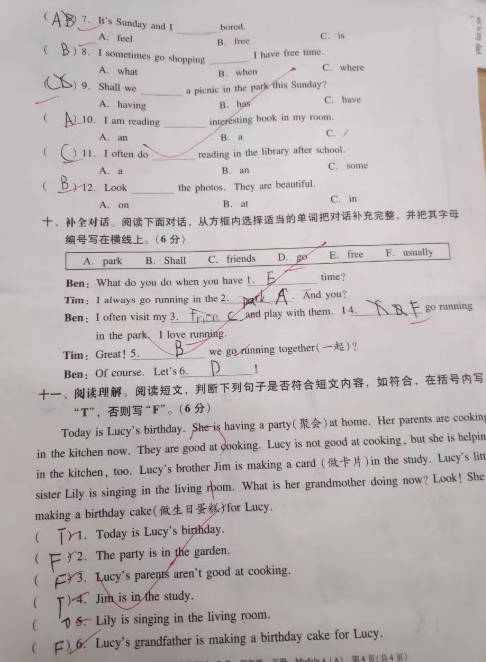 ( B ) 7. It's Sunday and I ______ bored.
A. feel B. free C. is
( B ) 8. I sometimes go shopping ______ I have free time.
A. what B. when C. where
( C ) 9. Shall we ______ a picnic in the park this Sunday?
A. having B. has C. have
( A ) 10. I am reading ______ interesting book in my room.
A. an B. a C. /
( C ) 11. I often do ______ reading in the library after school.
A. a B. an C. some
( B ) 12. Look ______ the photos. They are beautiful.
A. on B. at C. in
十、补全对话。阅读下面对话，从方框内选择适当的单词把对话补充完整，并把其字母
编号写在横线上。(6 分)
A. park B. Shall C. friends D. go E. free F. usually
Ben: What do you do when you have 1. E time?
Tim: I always go running in the 2. park A. And you?
Ben: I often visit my 3. C and play with them. I 4. F go running
in the park. I love running.
Tim: Great! 5. B we go running together(一起)?
Ben: Of course. Let's 6. D !
十一、阅读理解。阅读短文，判断下列句子是否符合短文内容，如符合，在括号内写
“T”，否则写“F”。(6 分)
Today is Lucy's birthday. She is having a party(聚会)at home. Her parents are cooking
in the kitchen now. They are good at cooking. Lucy is not good at cooking, but she is
in the kitchen, too. Lucy's brother Jim is making a card (做卡片)in the study. Lucy's
sister Lily is singing in the living room. What is her grandmother doing now? Look! She
making a birthday cake(做生日蛋糕)for Lucy.
( T ) 1. Today is Lucy's birthday.
( F ) 2. The party is in the garden.
( F ) 3. Lucy's parents aren't good at cooking.
( T ) 4. Jim is in the study.
( ) 5. Lily is singing in the living room.
( F ) 6. Lucy's grandfather is making a birthday cake for Lucy.
Module 4 (A) 第4页(共4页)